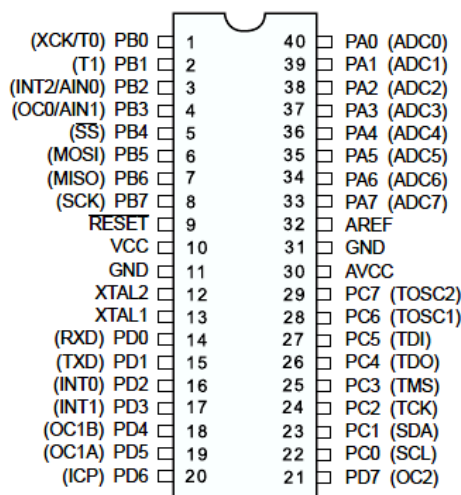 (XCK/T0) PB0 1 40 PA0 (ADC0)
(T1) PB1 2 39 PA1 (ADC1)
(INT2/AIN0) PB2 3 38 PA2 (ADC2)
(OC0/AIN1) PB3 4 37 PA3 (ADC3)
(S̅S̅) PB4 5 36 PA4 (ADC4)
(MOSI) PB5 6 35 PA5 (ADC5)
(MISO) PB6 7 34 PA6 (ADC6)
(SCK) PB7 8 33 PA7 (ADC7)
R̅E̅S̅E̅T̅ 9 32 AREF
VCC 10 31 GND
GND 11 30 AVCC
XTAL2 12 29 PC7 (TOSC2)
XTAL1 13 28 PC6 (TOSC1)
(RXD) PD0 14 27 PC5 (TDI)
(TXD) PD1 15 26 PC4 (TDO)
(INT0) PD2 16 25 PC3 (TMS)
(INT1) PD3 17 24 PC2 (TCK)
(OC1B) PD4 18 23 PC1 (SDA)
(OC1A) PD5 19 22 PC0 (SCL)
(ICP) PD6 20 21 PD7 (OC2)